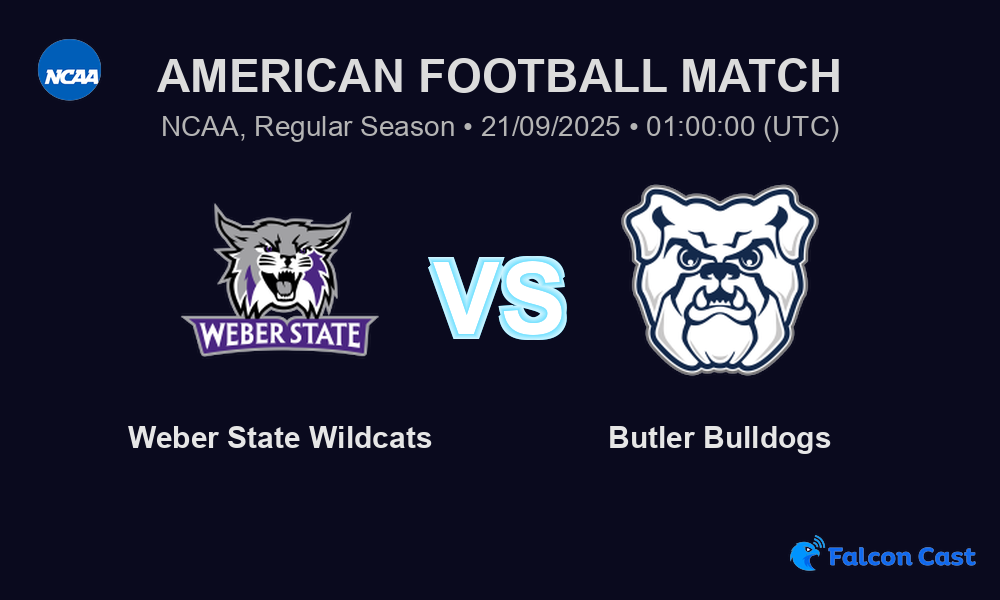 NCAA
AMERICAN FOOTBALL MATCH
NCAA, Regular Season • 21/09/2025 • 01:00:00 (UTC)
WEBER STATE
VS
Weber State Wildcats
Butler Bulldogs
Falcon Cast